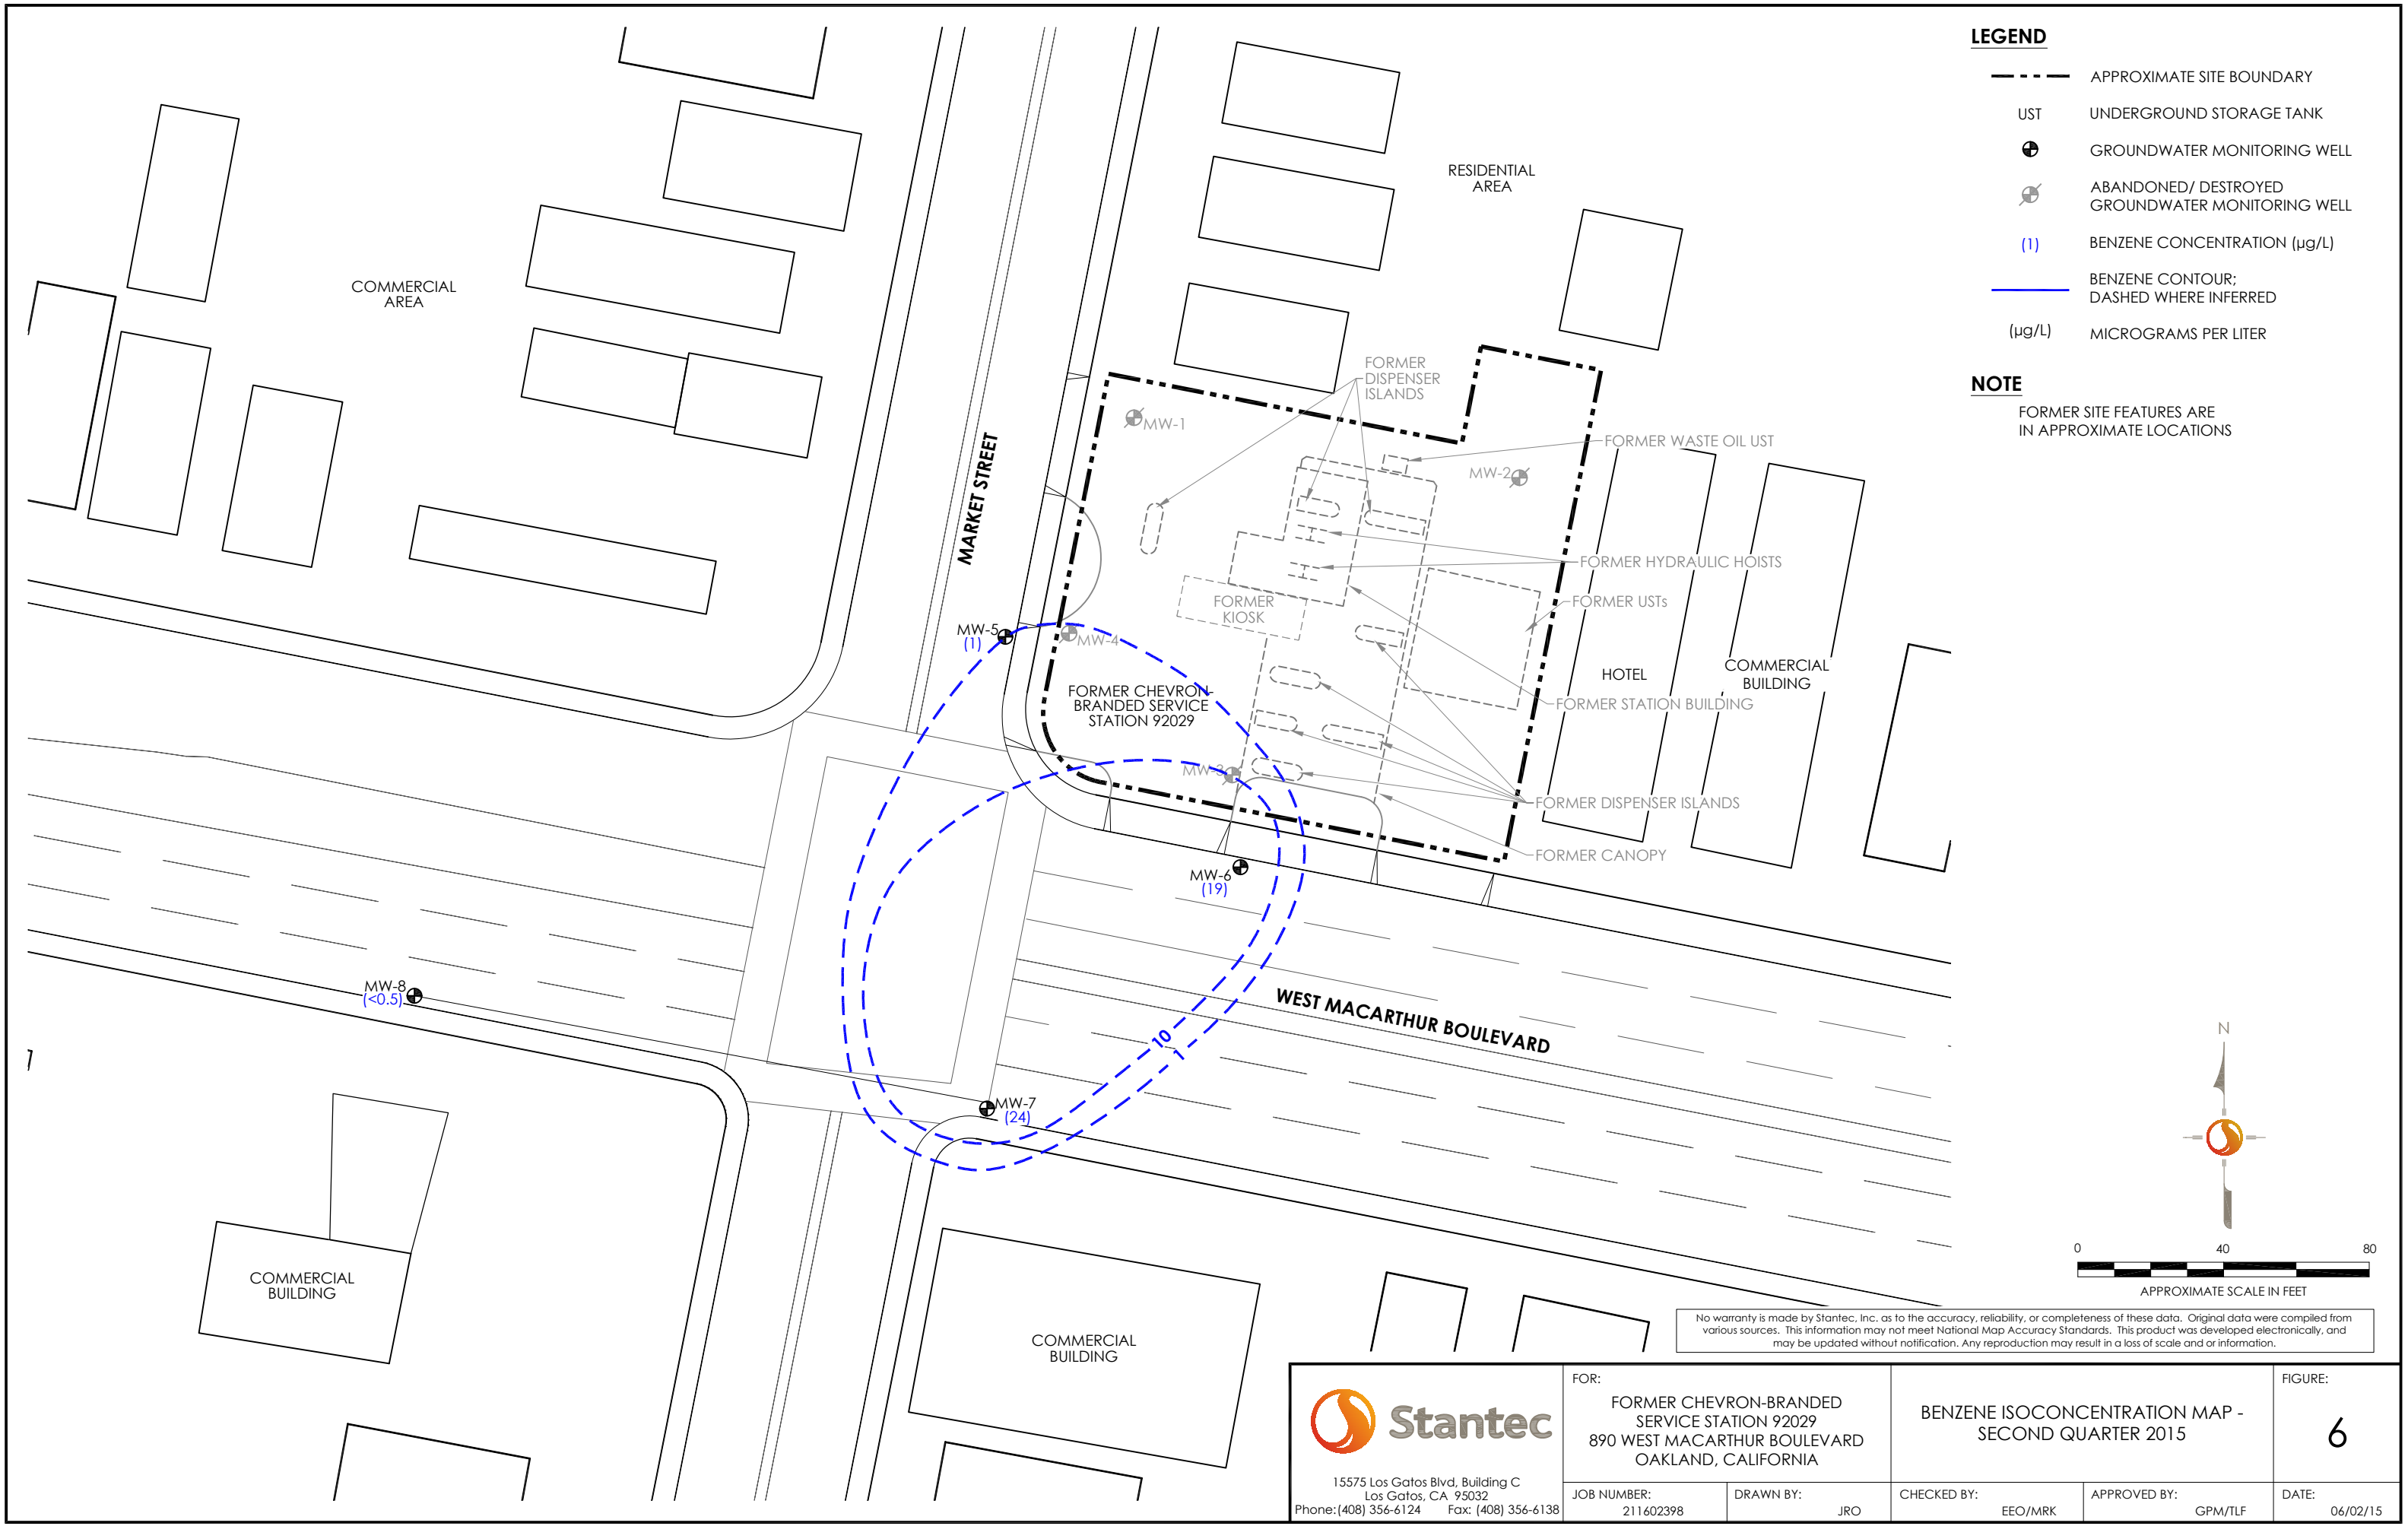 LEGEND
APPROXIMATE SITE BOUNDARY
UST UNDERGROUND STORAGE TANK
GROUNDWATER MONITORING WELL
ABANDONED/ DESTROYED
GROUNDWATER MONITORING WELL
(1) BENZENE CONCENTRATION (µg/L)
BENZENE CONTOUR;
DASHED WHERE INFERRED
(µg/L) MICROGRAMS PER LITER
NOTE
FORMER SITE FEATURES ARE
IN APPROXIMATE LOCATIONS
RESIDENTIAL
AREA
COMMERCIAL
AREA
MARKET STREET
FORMER
DISPENSER
ISLANDS
MW-1
FORMER WASTE OIL UST
MW-2
FORMER HYDRAULIC HOISTS
FORMER USTs
FORMER
KIOSK
MW-5
(1)
MW-4
HOTEL
COMMERCIAL
BUILDING
FORMER CHEVRON-
BRANDED SERVICE
STATION 92029
FORMER STATION BUILDING
MW-3
FORMER DISPENSER ISLANDS
FORMER CANOPY
MW-6
(19)
MW-8
(<0.5)
WEST MACARTHUR BOULEVARD
10
1
MW-7
(24)
COMMERCIAL
BUILDING
COMMERCIAL
BUILDING
N
0 40 80
APPROXIMATE SCALE IN FEET
No warranty is made by Stantec, Inc. as to the accuracy, reliability, or completeness of these data. Original data were compiled from
various sources. This information may not meet National Map Accuracy Standards. This product was developed electronically, and
may be updated without notification. Any reproduction may result in a loss of scale and or information.
Stantec
15575 Los Gatos Blvd, Building C
Los Gatos, CA 95032
Phone:(408) 356-6124 Fax: (408) 356-6138
FOR:
FORMER CHEVRON-BRANDED
SERVICE STATION 92029
890 WEST MACARTHUR BOULEVARD
OAKLAND, CALIFORNIA
BENZENE ISOCONCENTRATION MAP -
SECOND QUARTER 2015
FIGURE:
6
JOB NUMBER:
211602398
DRAWN BY:
JRO
CHECKED BY:
EEO/MRK
APPROVED BY:
GPM/TLF
DATE:
06/02/15